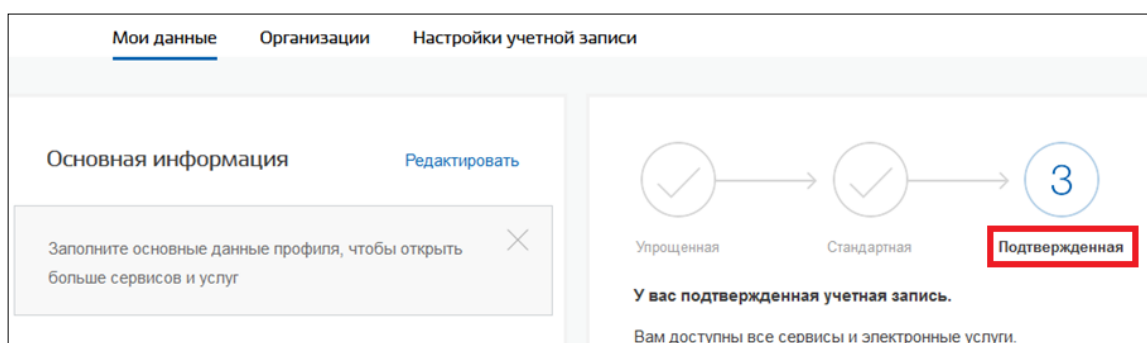 Мои данные Организации Настройки учетной записи
Основная информация Редактировать
Заполните основные данные профиля, чтобы открыть
больше сервисов и услуг
3
Упрощенная Стандартная Подтвержденная
У вас подтвержденная учетная запись.
Вам доступны все сервисы и электронные услуги.